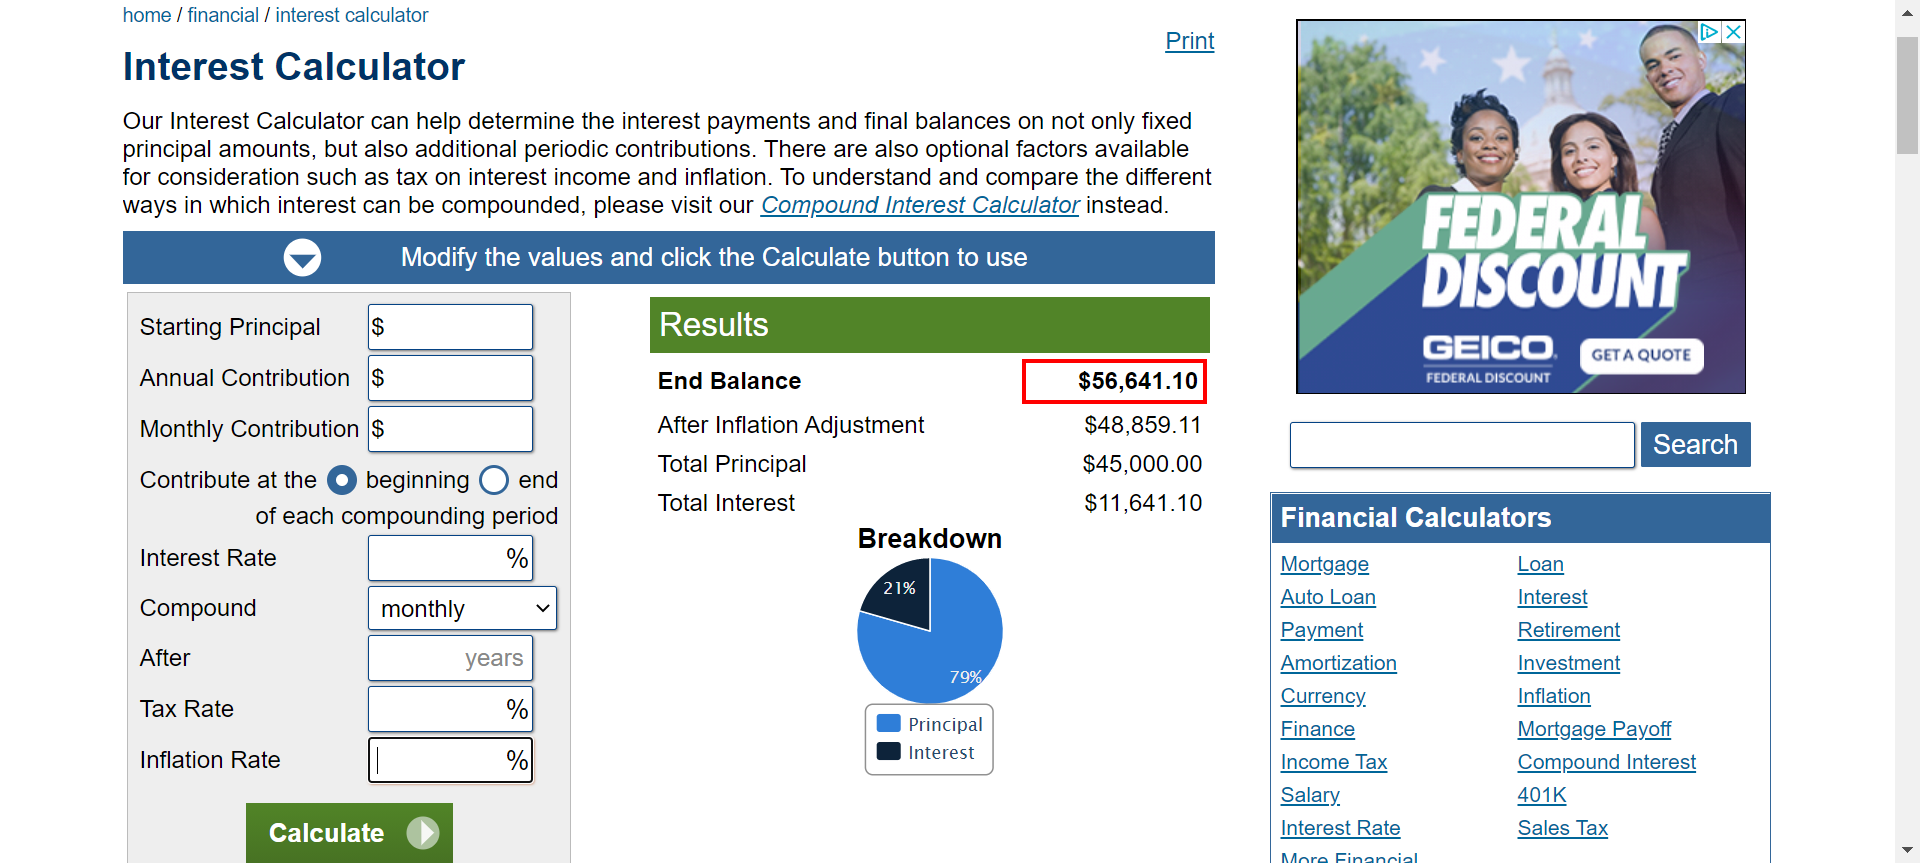 home / financial / interest calculator
Print
Interest Calculator
Our Interest Calculator can help determine the interest payments and final balances on not only fixed
principal amounts, but also additional periodic contributions. There are also optional factors available
for consideration such as tax on interest income and inflation. To understand and compare the different
ways in which interest can be compounded, please visit our Compound Interest Calculator instead.
Modify the values and click the Calculate button to use
Starting Principal $
Annual Contribution $
Monthly Contribution $
Contribute at the beginning end
of each compounding period
Interest Rate %
Compound monthly
After years
Tax Rate %
Inflation Rate %
Calculate
Results
End Balance $56,641.10
After Inflation Adjustment $48,859.11
Total Principal $45,000.00
Total Interest $11,641.10
Breakdown
21%
79%
Principal
Interest
FEDERAL
DISCOUNT
GEICO.
FEDERAL DISCOUNT
GET A QUOTE
Search
Financial Calculators
Mortgage Loan
Auto Loan Interest
Payment Retirement
Amortization Investment
Currency Inflation
Finance Mortgage Payoff
Income Tax Compound Interest
Salary 401K
Interest Rate Sales Tax
More Financial